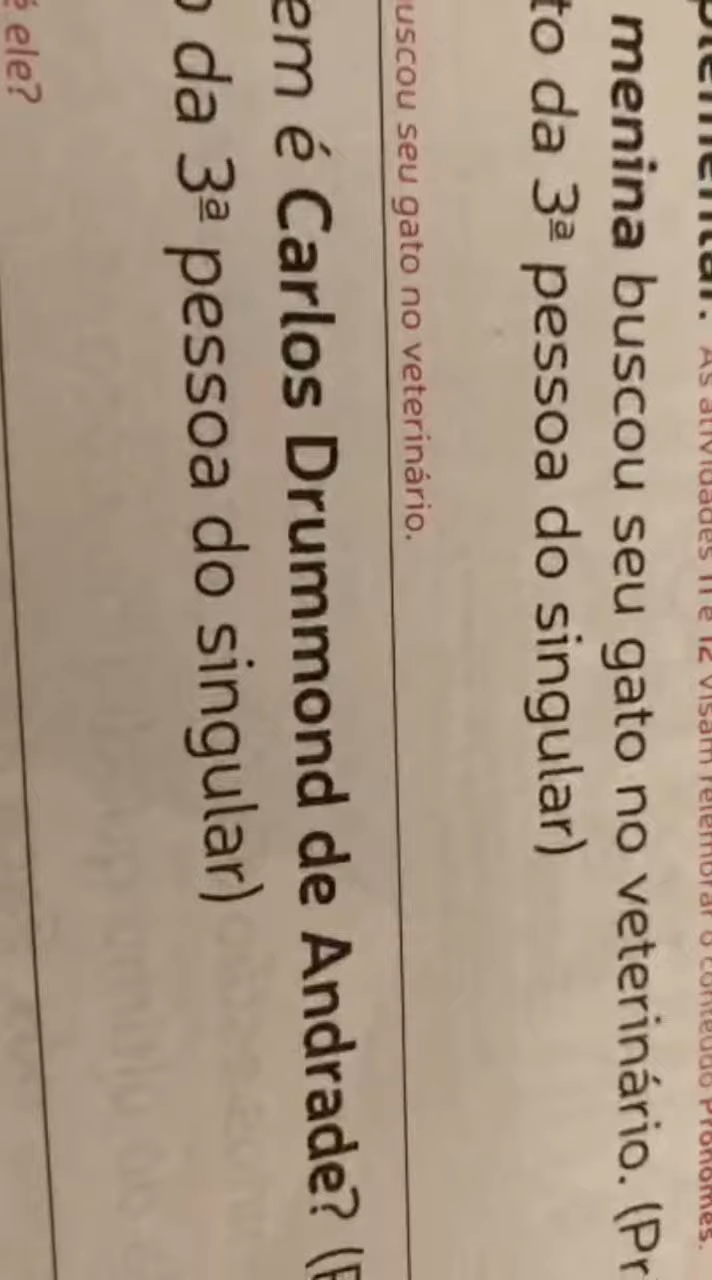 As atividades 11 e 12 visam relembrar o conteúdo Pronomes.
menina buscou seu gato no veterinário. (Pr
to da 3ª pessoa do singular)
uscou seu gato no veterinário.
em é Carlos Drummond de Andrade? (
da 3ª pessoa do singular)
é ele?